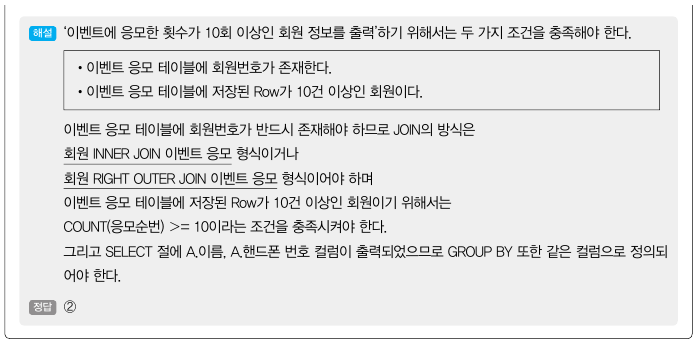 해설 ‘이벤트에 응모한 횟수가 10회 이상인 회원 정보를 출력’하기 위해서는 두 가지 조건을 충족해야 한다.
• 이벤트 응모 테이블에 회원번호가 존재한다.
• 이벤트 응모 테이블에 저장된 Row가 10건 이상인 회원이다.
이벤트 응모 테이블에 회원번호가 반드시 존재해야 하므로 JOIN의 방식은
회원 INNER JOIN 이벤트 응모 형식이거나
회원 RIGHT OUTER JOIN 이벤트 응모 형식이어야 하며
이벤트 응모 테이블에 저장된 Row가 10건 이상인 회원이기 위해서는
COUNT(응모순번) >= 10이라는 조건을 충족시켜야 한다.
그리고 SELECT 절에 A.이름, A.핸드폰 번호 컬럼이 출력되었으므로 GROUP BY 또한 같은 컬럼으로 정의되
어야 한다.
정답 ②